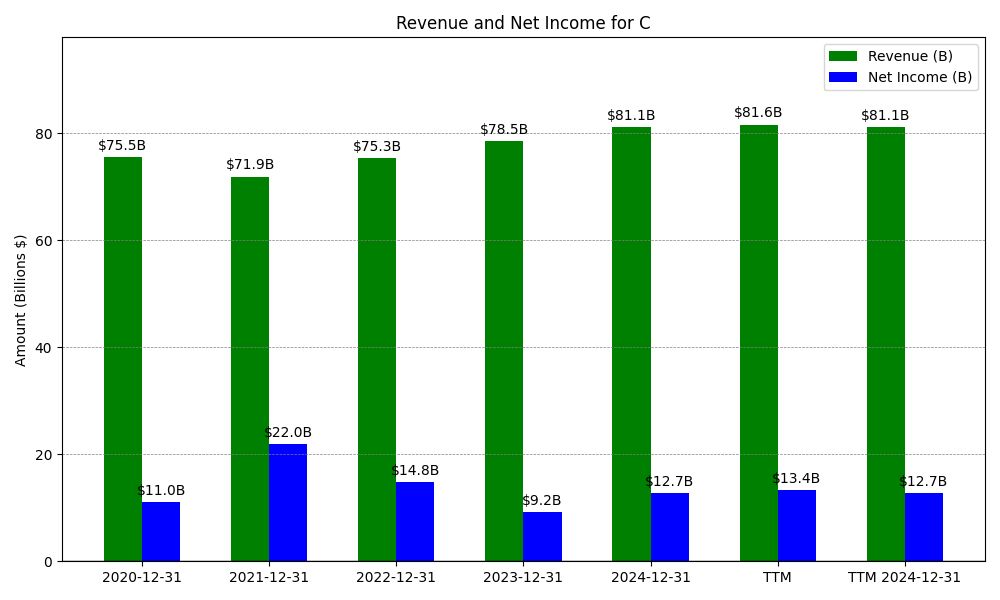 Revenue and Net Income for C
Revenue (B)
Net Income (B)
Amount (Billions $)
80
60
40
20
0
$75.5B
$71.9B
$75.3B
$78.5B
$81.1B
$81.6B
$81.1B
$11.0B
$22.0B
$14.8B
$9.2B
$12.7B
$13.4B
$12.7B
2020-12-31
2021-12-31
2022-12-31
2023-12-31
2024-12-31
TTM
TTM 2024-12-31